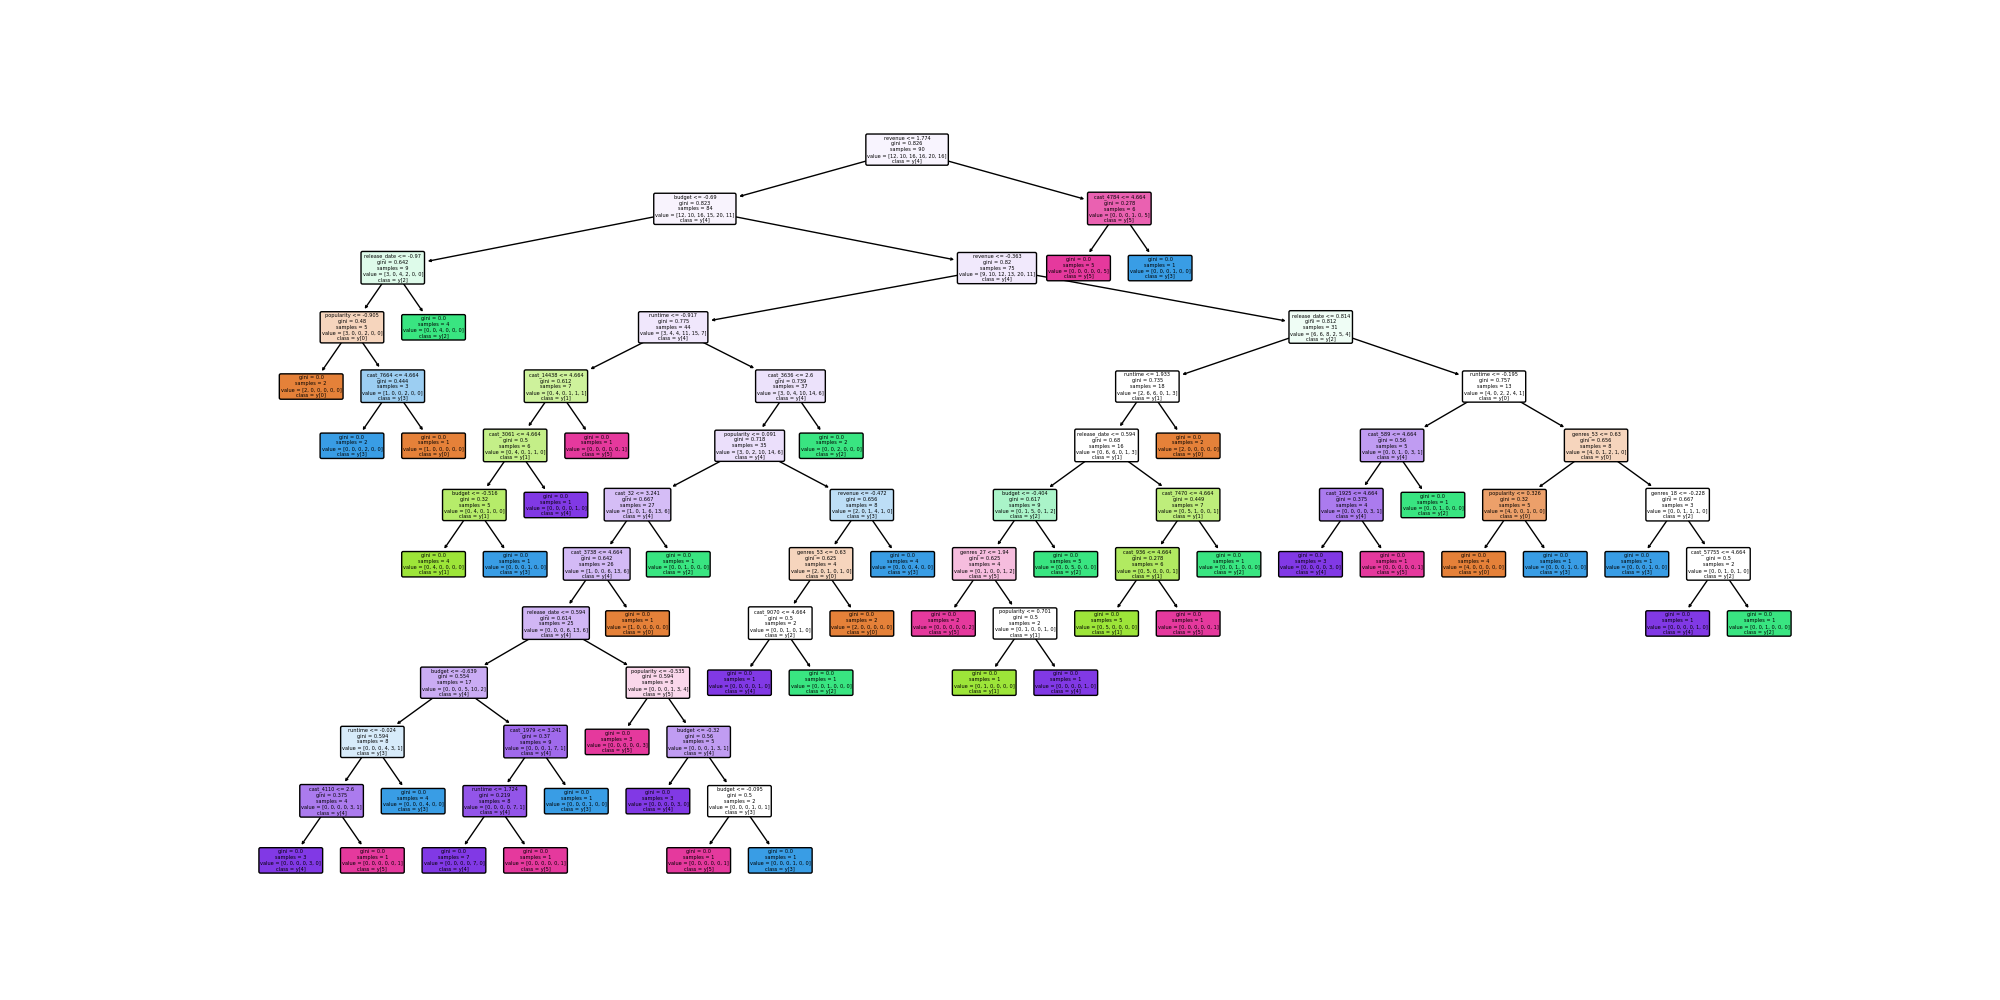 revenue <= 1.774
gini = 0.826
samples = 90
value = [12, 10, 16, 16, 20, 16]
class = y[4]
budget <= -0.69
gini = 0.823
samples = 84
value = [12, 10, 16, 15, 20, 11]
class = y[4]
cast_4784 <= 4.664
gini = 0.278
samples = 6
value = [0, 0, 0, 1, 0, 5]
class = y[5]
release_date <= -0.97
gini = 0.642
samples = 9
value = [3, 0, 4, 2, 0, 0]
class = y[2]
revenue <= -0.363
gini = 0.82
samples = 75
value = [9, 10, 12, 13, 20, 11]
class = y[4]
gini = 0.0
samples = 5
value = [0, 0, 0, 0, 0, 5]
class = y[5]
gini = 0.0
samples = 1
value = [0, 0, 0, 1, 0, 0]
class = y[3]
popularity <= -0.905
gini = 0.48
samples = 5
value = [3, 0, 0, 2, 0, 0]
class = y[0]
gini = 0.0
samples = 4
value = [0, 0, 4, 0, 0, 0]
class = y[2]
runtime <= -0.917
gini = 0.775
samples = 44
value = [3, 4, 4, 11, 15, 7]
class = y[4]
release_date <= 0.814
gini = 0.812
samples = 31
value = [6, 6, 8, 2, 5, 4]
class = y[2]
gini = 0.0
samples = 2
value = [2, 0, 0, 0, 0, 0]
class = y[0]
cast_7664 <= 4.664
gini = 0.444
samples = 3
value = [1, 0, 0, 2, 0, 0]
class = y[3]
cast_14438 <= 4.664
gini = 0.612
samples = 7
value = [0, 4, 0, 1, 1, 1]
class = y[1]
cast_3636 <= 2.6
gini = 0.739
samples = 37
value = [3, 0, 4, 10, 14, 6]
class = y[4]
runtime <= 1.933
gini = 0.735
samples = 18
value = [2, 6, 6, 0, 1, 3]
class = y[1]
runtime <= -0.195
gini = 0.757
samples = 13
value = [4, 0, 2, 2, 4, 1]
class = y[0]
gini = 0.0
samples = 2
value = [0, 0, 0, 2, 0, 0]
class = y[3]
gini = 0.0
samples = 1
value = [1, 0, 0, 0, 0, 0]
class = y[0]
cast_3061 <= 4.664
gini = 0.5
samples = 6
value = [0, 4, 0, 1, 1, 0]
class = y[1]
gini = 0.0
samples = 1
value = [0, 0, 0, 0, 0, 1]
class = y[5]
popularity <= 0.091
gini = 0.718
samples = 35
value = [3, 0, 2, 10, 14, 6]
class = y[4]
gini = 0.0
samples = 2
value = [0, 0, 2, 0, 0, 0]
class = y[2]
release_date <= 0.594
gini = 0.68
samples = 16
value = [0, 6, 6, 0, 1, 3]
class = y[1]
gini = 0.0
samples = 2
value = [2, 0, 0, 0, 0, 0]
class = y[0]
cast_589 <= 4.664
gini = 0.56
samples = 5
value = [0, 0, 1, 0, 3, 1]
class = y[4]
genres_53 <= 0.63
gini = 0.656
samples = 8
value = [4, 0, 1, 2, 1, 0]
class = y[0]
budget <= -0.516
gini = 0.32
samples = 5
value = [0, 4, 0, 1, 0, 0]
class = y[1]
gini = 0.0
samples = 1
value = [0, 0, 0, 0, 1, 0]
class = y[4]
cast_32 <= 3.241
gini = 0.667
samples = 27
value = [1, 0, 1, 6, 13, 6]
class = y[4]
revenue <= -0.472
gini = 0.656
samples = 8
value = [2, 0, 1, 4, 1, 0]
class = y[3]
budget <= -0.404
gini = 0.617
samples = 9
value = [0, 1, 5, 0, 1, 2]
class = y[2]
cast_7470 <= 4.664
gini = 0.449
samples = 7
value = [0, 5, 1, 0, 0, 1]
class = y[1]
cast_1925 <= 4.664
gini = 0.375
samples = 4
value = [0, 0, 0, 0, 3, 1]
class = y[4]
gini = 0.0
samples = 1
value = [0, 0, 1, 0, 0, 0]
class = y[2]
popularity <= 0.326
gini = 0.32
samples = 5
value = [4, 0, 0, 1, 0, 0]
class = y[0]
genres_18 <= -0.228
gini = 0.667
samples = 3
value = [0, 0, 1, 1, 1, 0]
class = y[2]
gini = 0.0
samples = 4
value = [0, 4, 0, 0, 0, 0]
class = y[1]
gini = 0.0
samples = 1
value = [0, 0, 0, 1, 0, 0]
class = y[3]
cast_3738 <= 4.664
gini = 0.642
samples = 26
value = [1, 0, 0, 6, 13, 6]
class = y[4]
gini = 0.0
samples = 1
value = [0, 0, 1, 0, 0, 0]
class = y[2]
genres_53 <= 0.63
gini = 0.625
samples = 4
value = [2, 0, 1, 0, 1, 0]
class = y[0]
gini = 0.0
samples = 4
value = [0, 0, 0, 4, 0, 0]
class = y[3]
genres_27 <= 1.94
gini = 0.625
samples = 4
value = [0, 1, 0, 0, 1, 2]
class = y[5]
gini = 0.0
samples = 5
value = [0, 0, 5, 0, 0, 0]
class = y[2]
cast_936 <= 4.664
gini = 0.278
samples = 6
value = [0, 5, 0, 0, 0, 1]
class = y[1]
gini = 0.0
samples = 1
value = [0, 0, 1, 0, 0, 0]
class = y[2]
gini = 0.0
samples = 3
value = [0, 0, 0, 0, 3, 0]
class = y[4]
gini = 0.0
samples = 1
value = [0, 0, 0, 0, 0, 1]
class = y[5]
gini = 0.0
samples = 4
value = [4, 0, 0, 0, 0, 0]
class = y[0]
gini = 0.0
samples = 1
value = [0, 0, 0, 1, 0, 0]
class = y[3]
gini = 0.0
samples = 1
value = [0, 0, 0, 1, 0, 0]
class = y[3]
cast_57755 <= 4.664
gini = 0.5
samples = 2
value = [0, 0, 1, 0, 1, 0]
class = y[2]
release_date <= 0.594
gini = 0.614
samples = 25
value = [0, 0, 0, 6, 13, 6]
class = y[4]
gini = 0.0
samples = 1
value = [1, 0, 0, 0, 0, 0]
class = y[0]
cast_9070 <= 4.664
gini = 0.5
samples = 2
value = [0, 0, 1, 0, 1, 0]
class = y[2]
gini = 0.0
samples = 2
value = [2, 0, 0, 0, 0, 0]
class = y[0]
gini = 0.0
samples = 2
value = [0, 0, 0, 0, 0, 2]
class = y[5]
popularity <= 0.701
gini = 0.5
samples = 2
value = [0, 1, 0, 0, 1, 0]
class = y[1]
gini = 0.0
samples = 5
value = [0, 5, 0, 0, 0, 0]
class = y[1]
gini = 0.0
samples = 1
value = [0, 0, 0, 0, 0, 1]
class = y[5]
gini = 0.0
samples = 1
value = [0, 0, 0, 0, 1, 0]
class = y[4]
gini = 0.0
samples = 1
value = [0, 0, 1, 0, 0, 0]
class = y[2]
budget <= -0.639
gini = 0.554
samples = 17
value = [0, 0, 0, 5, 10, 2]
class = y[4]
popularity <= -0.535
gini = 0.594
samples = 8
value = [0, 0, 0, 1, 3, 4]
class = y[5]
gini = 0.0
samples = 1
value = [0, 0, 0, 0, 1, 0]
class = y[4]
gini = 0.0
samples = 1
value = [0, 0, 1, 0, 0, 0]
class = y[2]
gini = 0.0
samples = 1
value = [0, 1, 0, 0, 0, 0]
class = y[1]
gini = 0.0
samples = 1
value = [0, 0, 0, 0, 1, 0]
class = y[4]
runtime <= -0.024
gini = 0.594
samples = 8
value = [0, 0, 0, 4, 3, 1]
class = y[3]
cast_1979 <= 3.241
gini = 0.37
samples = 9
value = [0, 0, 0, 1, 7, 1]
class = y[4]
gini = 0.0
samples = 3
value = [0, 0, 0, 0, 0, 3]
class = y[5]
budget <= -0.32
gini = 0.56
samples = 5
value = [0, 0, 0, 1, 3, 1]
class = y[4]
cast_4110 <= 2.6
gini = 0.375
samples = 4
value = [0, 0, 0, 0, 3, 1]
class = y[4]
gini = 0.0
samples = 4
value = [0, 0, 0, 4, 0, 0]
class = y[3]
runtime <= 1.724
gini = 0.219
samples = 8
value = [0, 0, 0, 0, 7, 1]
class = y[4]
gini = 0.0
samples = 1
value = [0, 0, 0, 1, 0, 0]
class = y[3]
gini = 0.0
samples = 3
value = [0, 0, 0, 0, 3, 0]
class = y[4]
budget <= -0.095
gini = 0.5
samples = 2
value = [0, 0, 0, 1, 0, 1]
class = y[3]
gini = 0.0
samples = 3
value = [0, 0, 0, 0, 3, 0]
class = y[4]
gini = 0.0
samples = 1
value = [0, 0, 0, 0, 0, 1]
class = y[5]
gini = 0.0
samples = 7
value = [0, 0, 0, 0, 7, 0]
class = y[4]
gini = 0.0
samples = 1
value = [0, 0, 0, 0, 0, 1]
class = y[5]
gini = 0.0
samples = 1
value = [0, 0, 0, 0, 0, 1]
class = y[5]
gini = 0.0
samples = 1
value = [0, 0, 0, 1, 0, 0]
class = y[3]